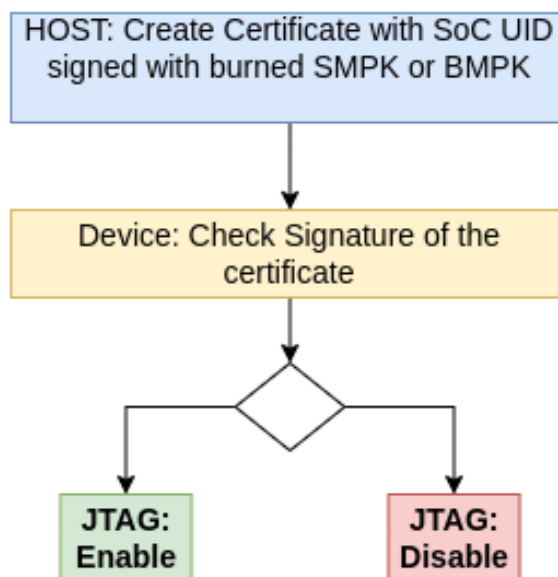 HOST: Create Certificate with SoC UID
signed with burned SMPK or BMPK
Device: Check Signature of the
certificate
JTAG:
Enable
JTAG:
Disable